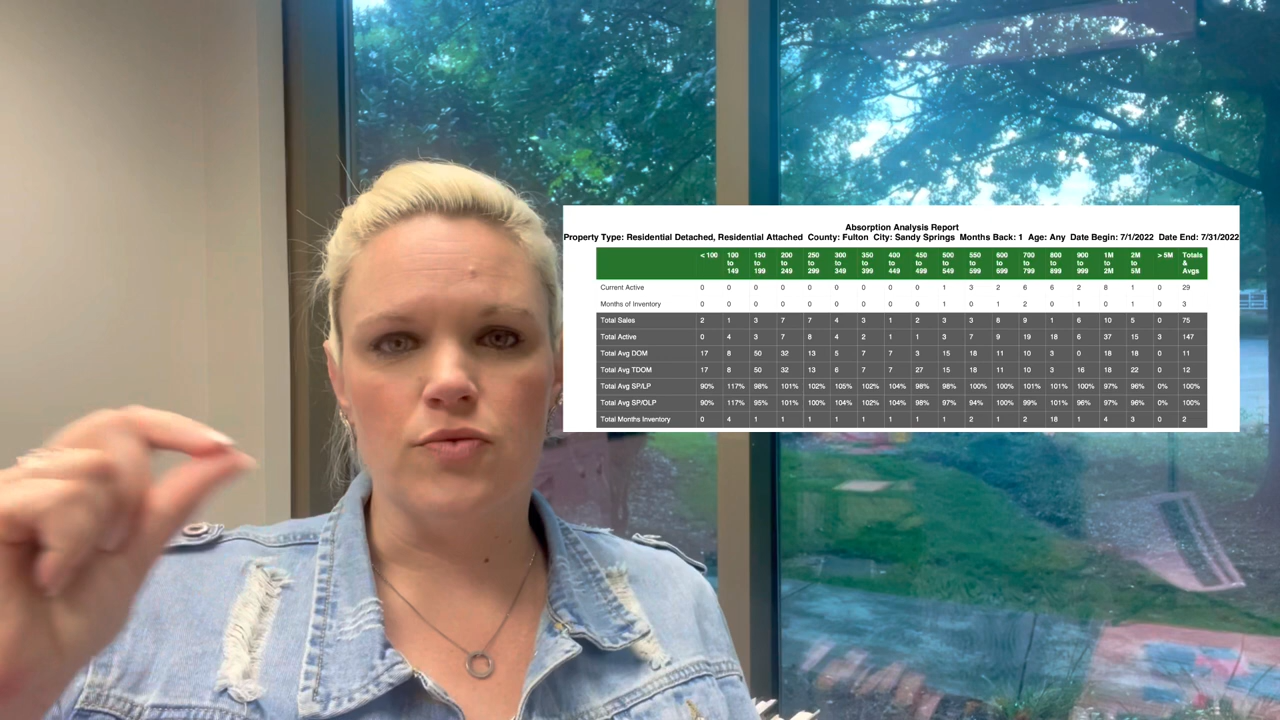 Absorption Analysis Report
Property Type: Residential Detached, Residential Attached County: Fulton City: Sandy Springs Months Back: 1 Age: Any Date Begin: 7/1/2022 Date End: 7/31/2022
< 100 100 to 149 150 to 199 200 to 249 250 to 299 300 to 349 350 to 399 400 to 449 450 to 499 500 to 549 550 to 599 600 to 699 700 to 799 800 to 899 900 to 999 1M to 2M 2M to 5M > 5M Totals & Avgs
Current Active 0 0 0 0 0 0 0 0 0 1 3 2 6 6 2 8 1 0 29
Months of Inventory 0 0 0 0 0 0 0 0 0 1 0 1 2 0 1 0 1 0 3
Total Sales 2 1 3 7 7 4 3 1 2 3 3 8 9 1 6 10 5 0 75
Total Active 0 4 3 7 8 4 2 1 1 3 7 9 19 18 6 37 15 3 147
Total Avg DOM 17 8 50 32 13 5 7 7 3 15 18 11 10 3 0 18 18 0 11
Total Avg TDOM 17 8 50 32 13 6 7 7 27 15 18 11 10 3 16 18 22 0 12
Total Avg SP/LP 90% 117% 98% 101% 102% 105% 102% 104% 98% 98% 100% 100% 101% 101% 100% 97% 96% 0% 100%
Total Avg SP/OLP 90% 117% 95% 101% 100% 104% 102% 104% 98% 97% 94% 100% 99% 101% 98% 96% 96% 0% 100%
Total Months Inventory 0 4 1 1 1 1 1 1 1 1 2 1 2 18 1 4 3 0 2